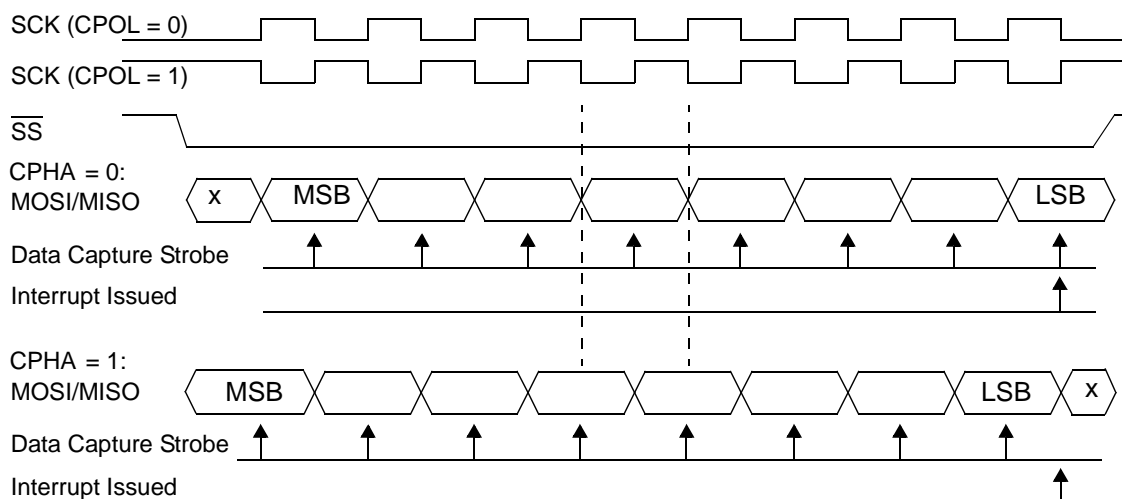 SCK (CPOL = 0)
SCK (CPOL = 1)
SS
CPHA = 0:
MOSI/MISO
x
MSB
LSB
Data Capture Strobe
Interrupt Issued
CPHA = 1:
MOSI/MISO
MSB
LSB
x
Data Capture Strobe
Interrupt Issued